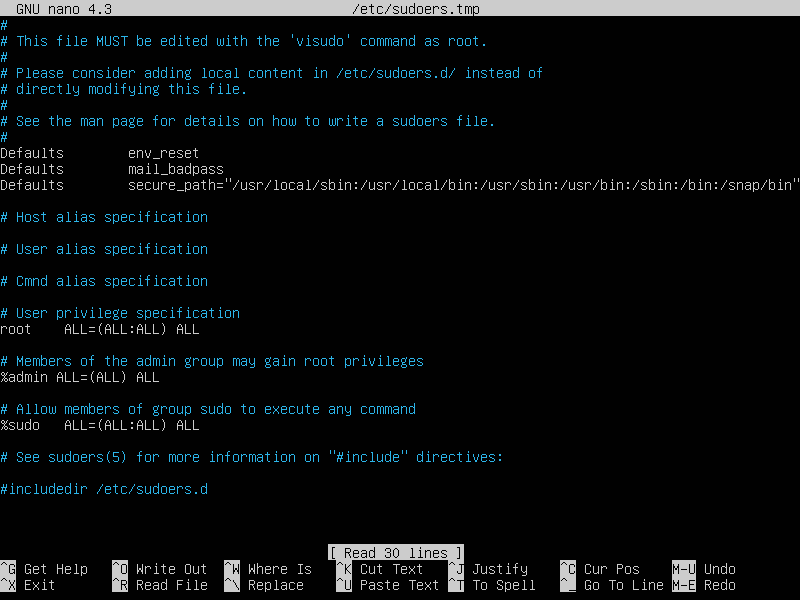 GNU nano 4.3 /etc/sudoers.tmp
#
# This file MUST be edited with the 'visudo' command as root.
#
# Please consider adding local content in /etc/sudoers.d/ instead of
# directly modifying this file.
#
# See the man page for details on how to write a sudoers file.
#
Defaults        env_reset
Defaults        mail_badpass
Defaults        secure_path="/usr/local/sbin:/usr/local/bin:/usr/sbin:/usr/bin:/sbin:/bin:/snap/bin"
# Host alias specification
# User alias specification
# Cmnd alias specification
# User privilege specification
root    ALL=(ALL:ALL) ALL
# Members of the admin group may gain root privileges
%admin ALL=(ALL) ALL
# Allow members of group sudo to execute any command
%sudo   ALL=(ALL:ALL) ALL
# See sudoers(5) for more information on "#include" directives:
#includedir /etc/sudoers.d
[ Read 30 lines ]
^G Get Help   ^O Write Out  ^W Where Is   ^K Cut Text   ^J Justify    ^C Cur Pos    M-U Undo
^X Exit       ^R Read File  ^\ Replace    ^U Paste Text ^T To Spell   ^_ Go To Line M-E Redo